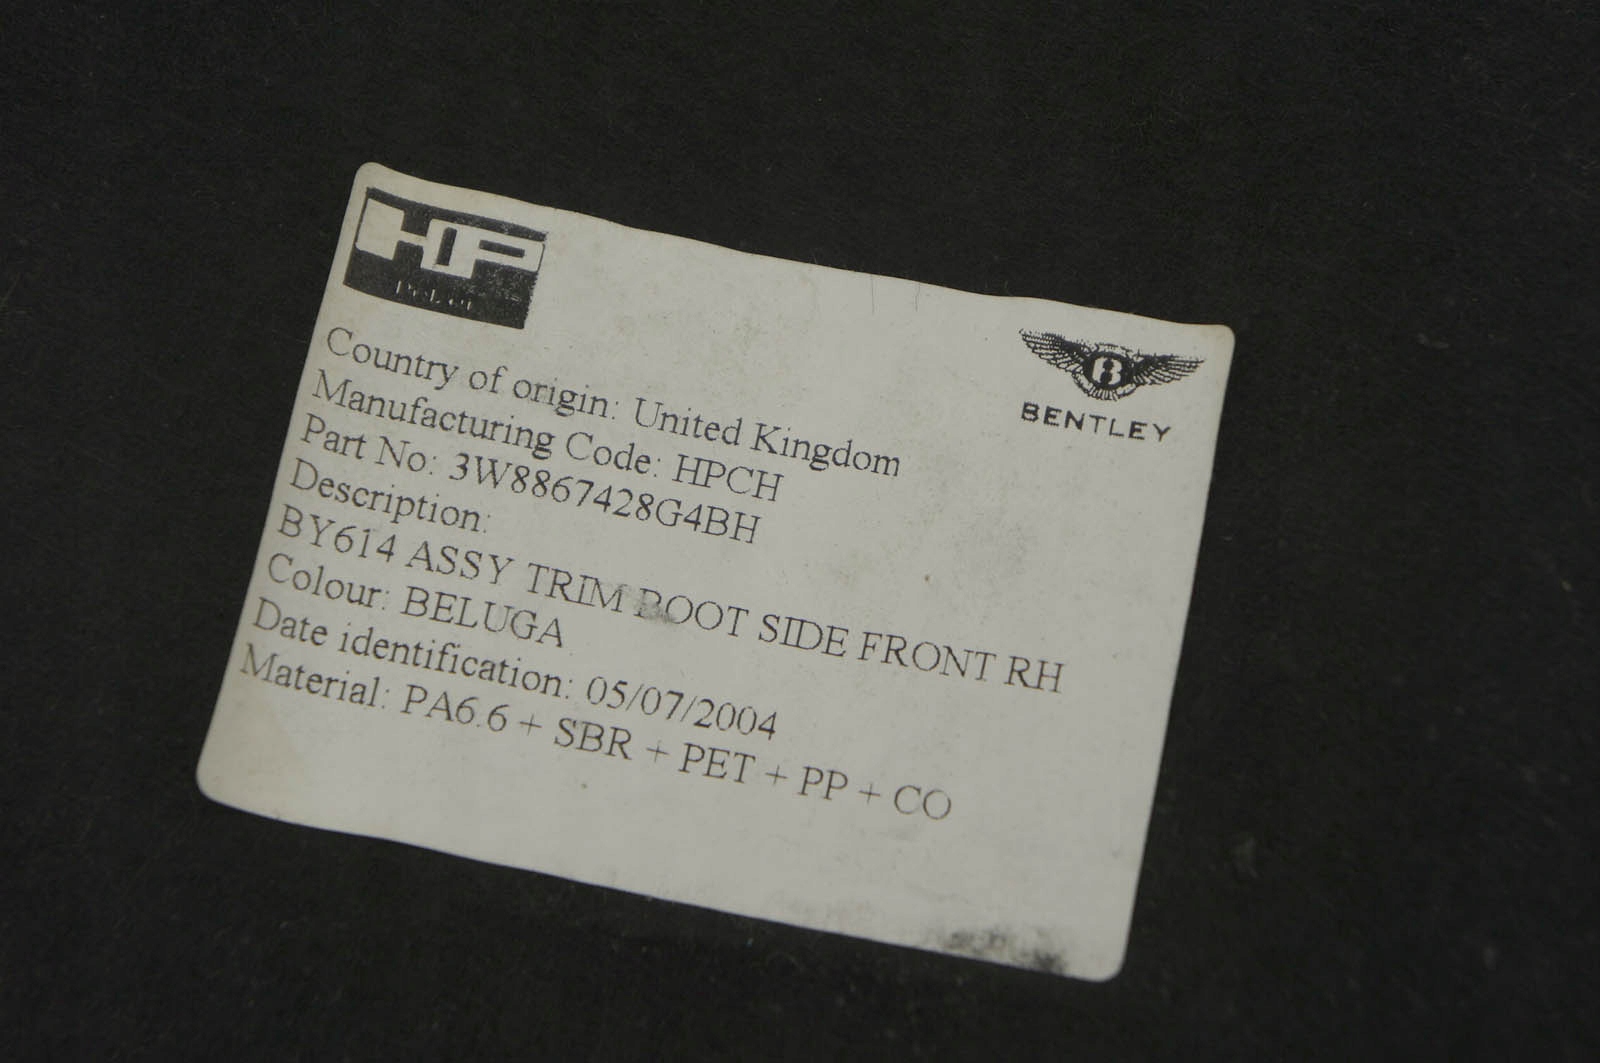 HP
BENTLEY
Country of origin: United Kingdom
Manufacturing Code: HPCH
Part No: 3W8867428G4BH
Description:
BY614 ASSY TRIM BOOT SIDE FRONT RH
Colour: BELUGA
Date identification: 05/07/2004
Material: PA6.6 + SBR + PET + PP + CO